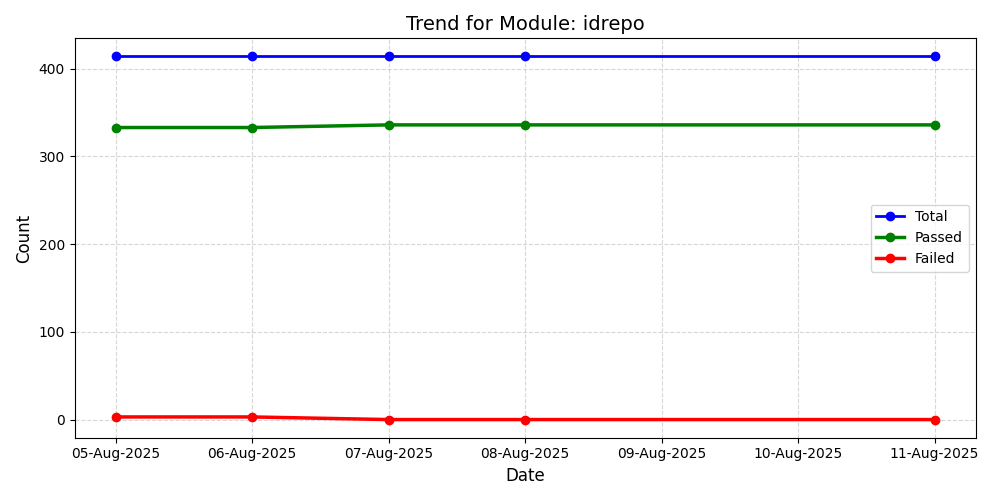 Trend for Module: idrepo
Count
400
300
200
100
0
Total
Passed
Failed
05-Aug-2025 06-Aug-2025 07-Aug-2025 08-Aug-2025 09-Aug-2025 10-Aug-2025 11-Aug-2025
Date